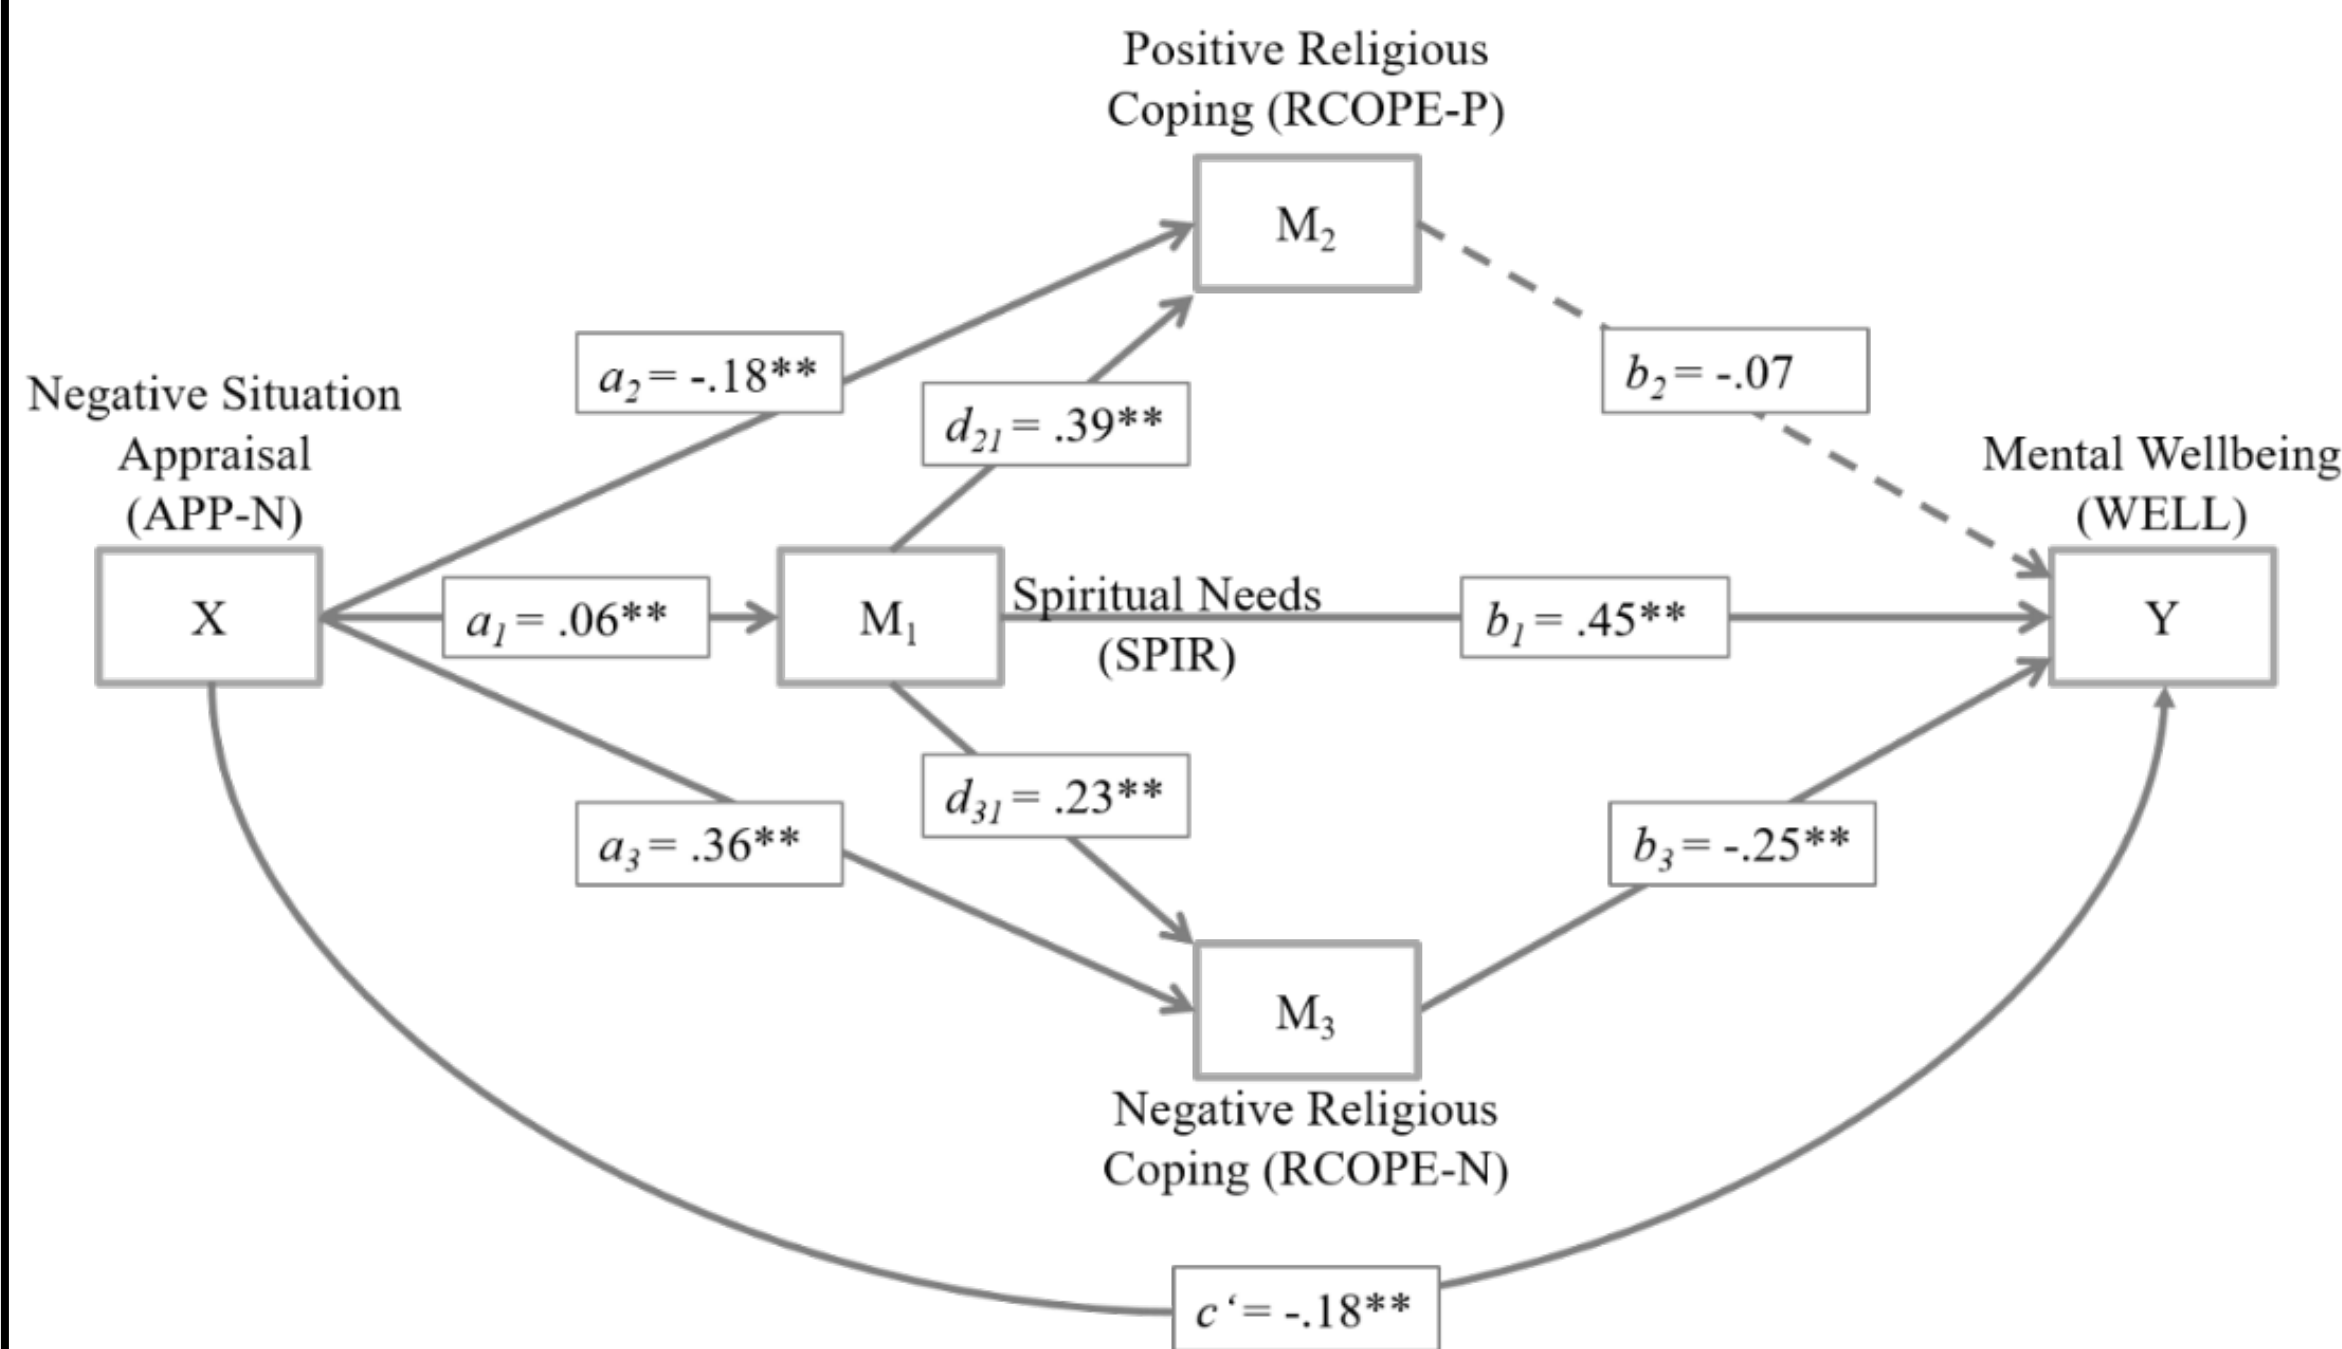 Positive Religious
Coping (RCOPE-P)
M₂
a₂ = -.18**
b₂ = -.07
d₂₁ = .39**
Negative Situation
Appraisal
(APP-N)
Mental Wellbeing
(WELL)
X
a₁ = .06**
M₁
Spiritual Needs
(SPIR)
b₁ = .45**
Y
d₃₁ = .23**
a₃ = .36**
b₃ = -.25**
M₃
Negative Religious
Coping (RCOPE-N)
c‘ = -.18**